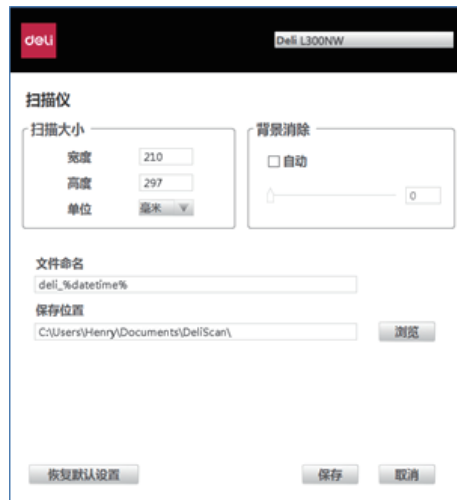 deli
Deli L300NW
扫描仪
扫描大小
宽度 210
高度 297
单位 毫米
背景消除
自动
0
文件命名
deli_%datetime%
保存位置
C:\Users\Henry\Documents\DeliScan\
浏览
恢复默认设置
保存
取消